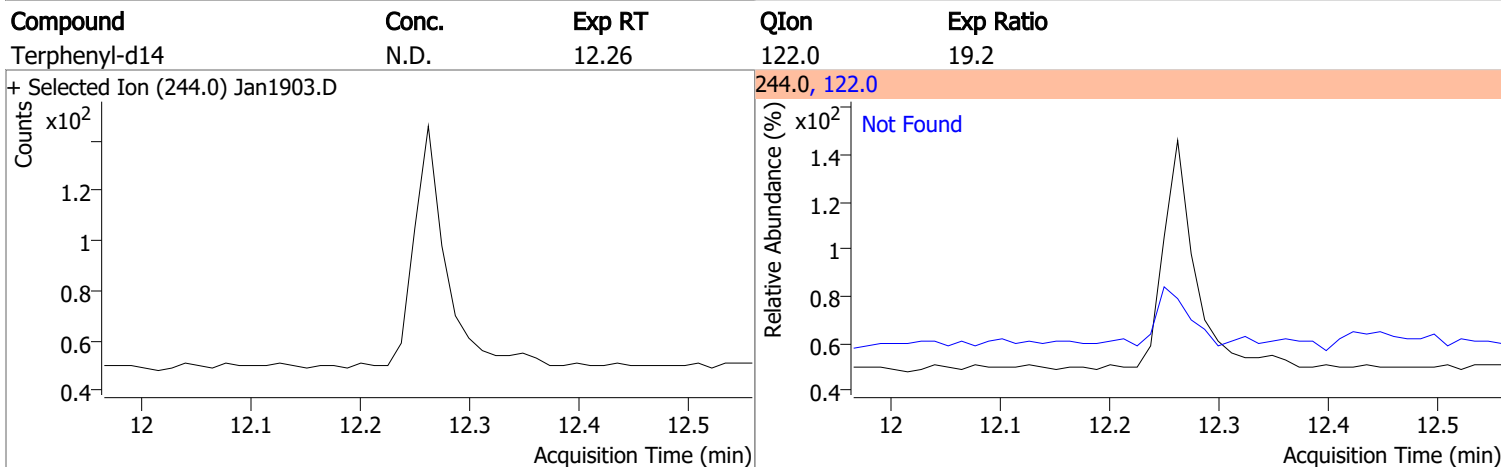 Compound Conc. Exp RT QIon Exp Ratio
Terphenyl-d14 N.D. 12.26 122.0 19.2
+ Selected Ion (244.0) Jan1903.D
Counts
x10²
1.2
1
0.8
0.6
0.4
12 12.1 12.2 12.3 12.4 12.5
Acquisition Time (min)
244.0, 122.0
Relative Abundance (%)
x10²
Not Found
1.4
1.2
1
0.8
0.6
0.4
12 12.1 12.2 12.3 12.4 12.5
Acquisition Time (min)